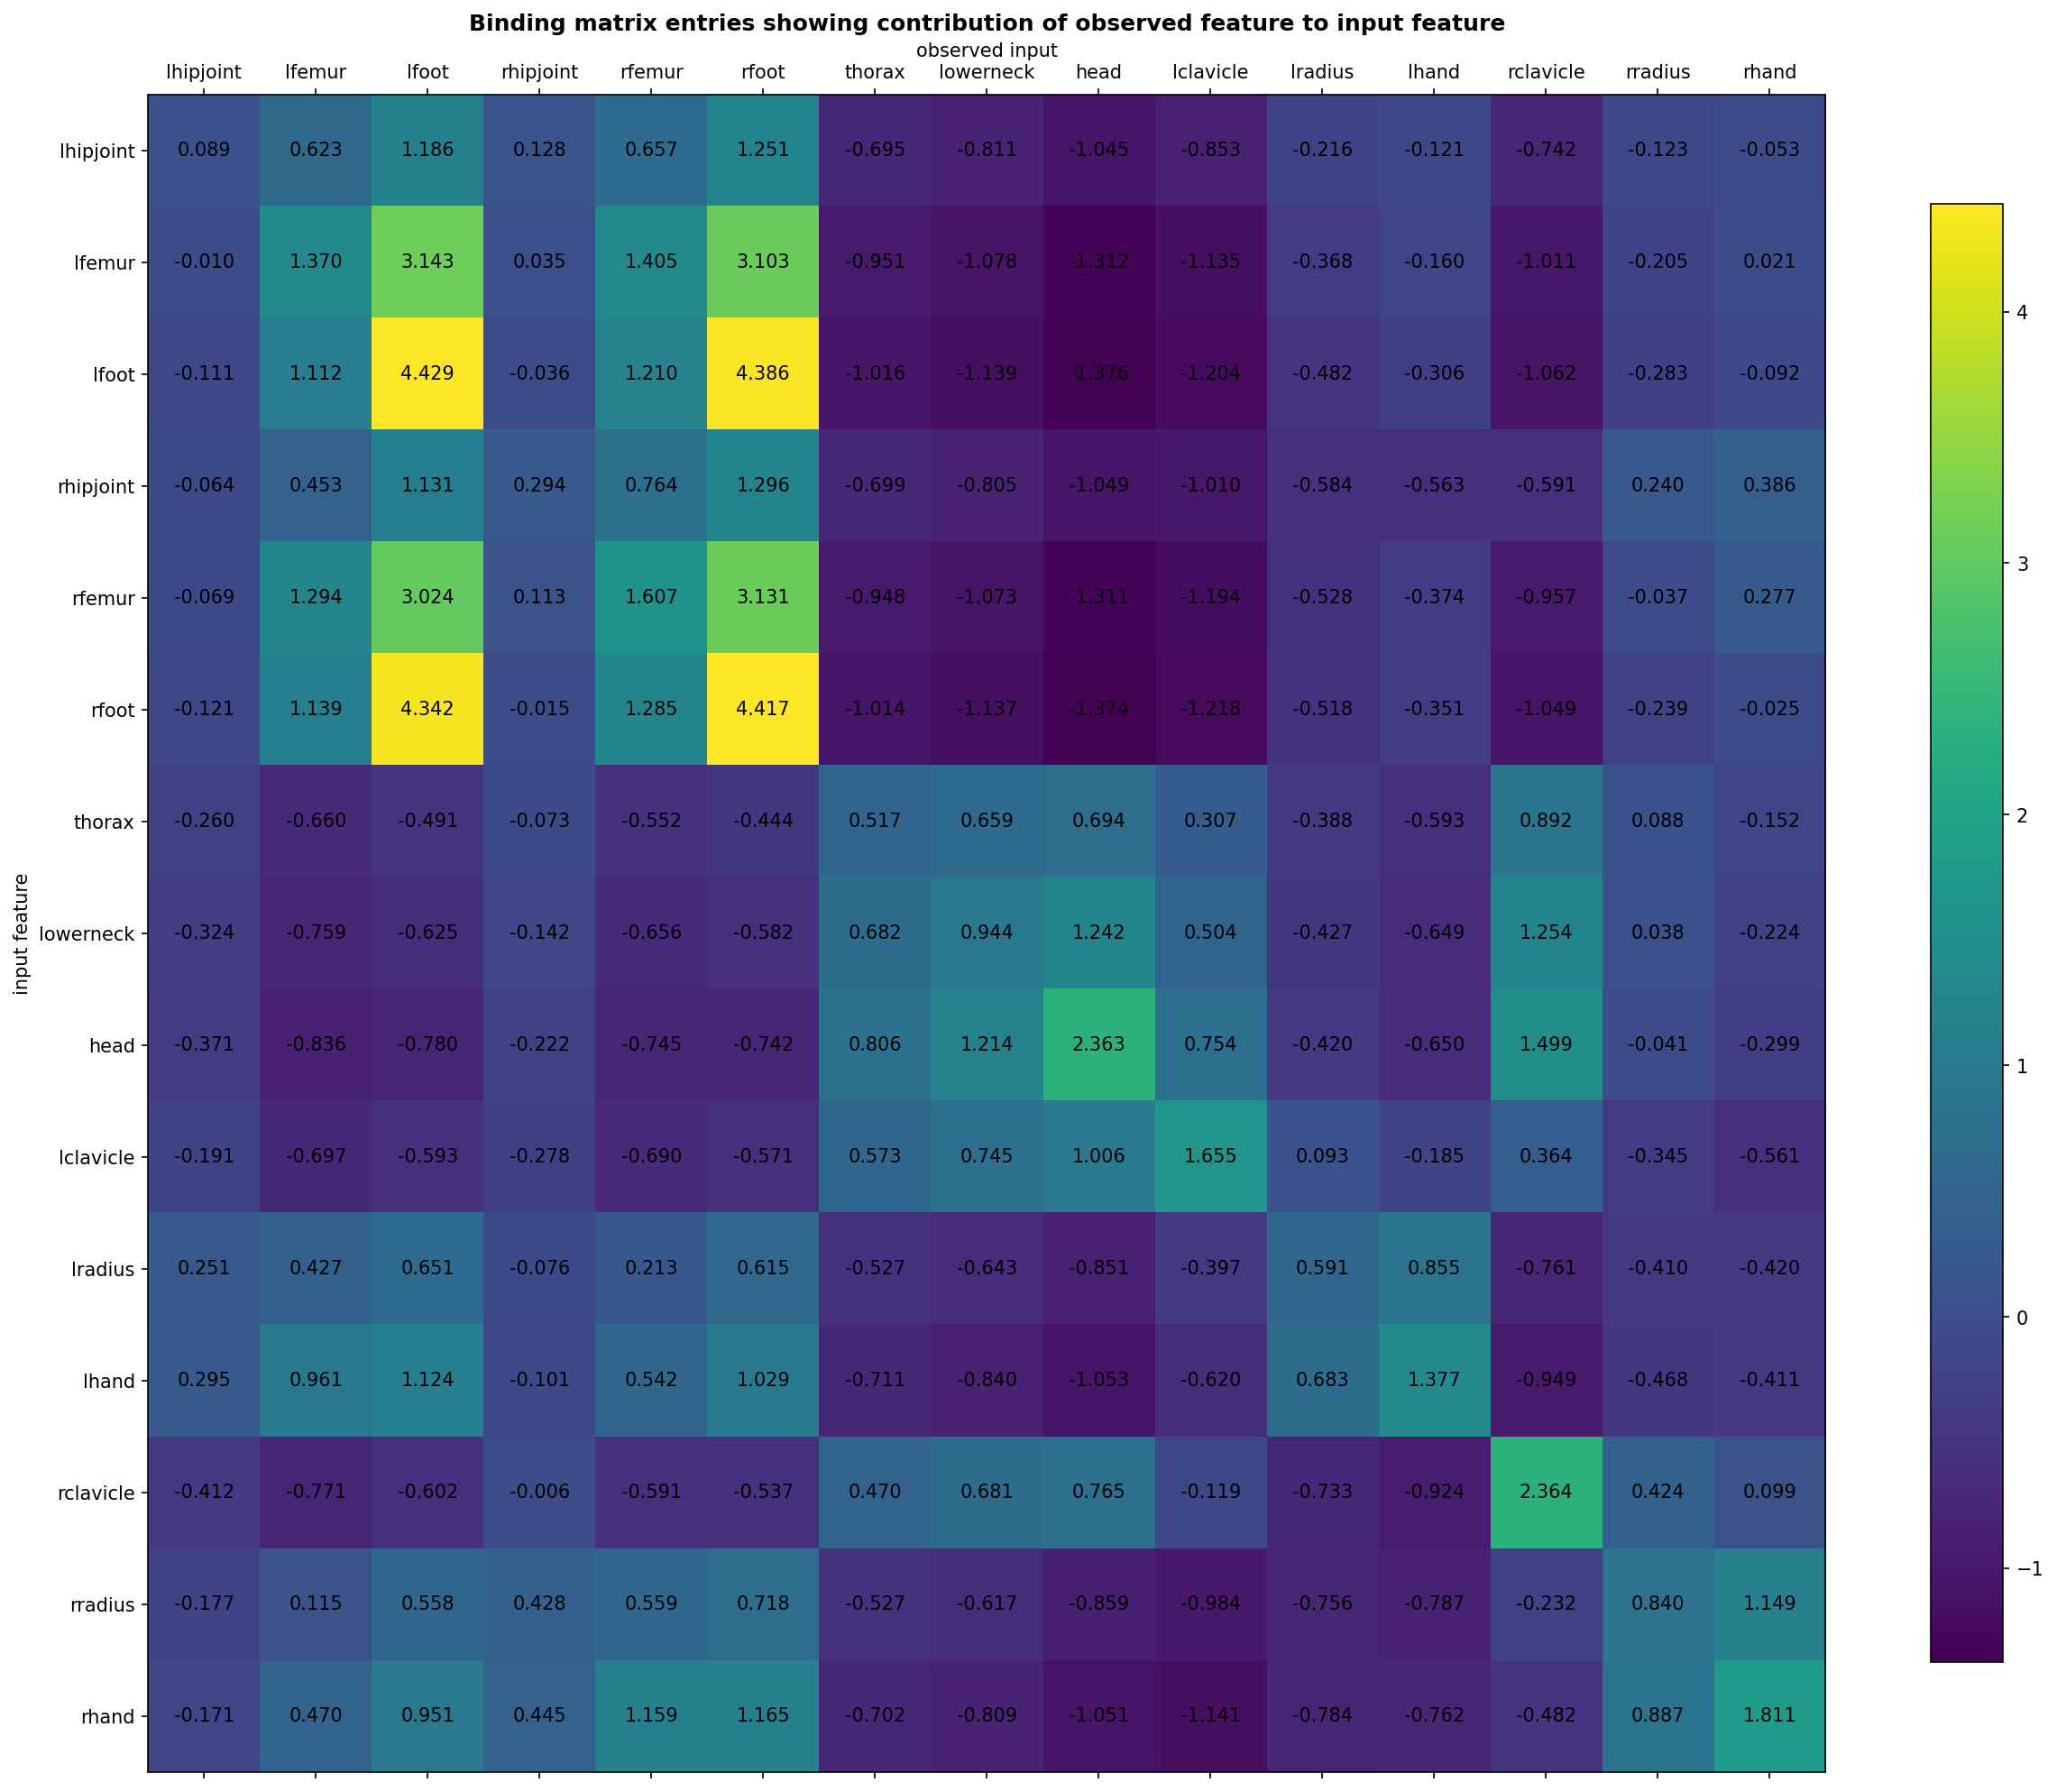 Binding matrix entries showing contribution of observed feature to input feature
observed input
lhipjoint lfemur lfoot rhipjoint rfemur rfoot thorax lowerneck head lclavicle lradius lhand rclavicle rradius rhand
lhipjoint 0.089 0.623 1.186 0.128 0.657 1.251 -0.695 -0.811 -1.045 -0.853 -0.216 -0.121 -0.742 -0.123 -0.053
lfemur -0.010 1.370 3.143 0.035 1.405 3.103 -0.951 -1.078 -1.312 -1.135 -0.368 -0.160 -1.011 -0.205 0.021
lfoot -0.111 1.112 4.429 -0.036 1.210 4.386 -1.016 -1.139 -1.376 -1.204 -0.482 -0.306 -1.062 -0.283 -0.092
rhipjoint -0.064 0.453 1.131 0.294 0.764 1.296 -0.699 -0.805 -1.049 -1.010 -0.584 -0.563 -0.591 0.240 0.386
rfemur -0.069 1.294 3.024 0.113 1.607 3.131 -0.948 -1.073 -1.311 -1.194 -0.528 -0.374 -0.957 -0.037 0.277
rfoot -0.121 1.139 4.342 -0.015 1.285 4.417 -1.014 -1.137 -1.374 -1.218 -0.518 -0.351 -1.049 -0.239 -0.025
thorax -0.260 -0.660 -0.491 -0.073 -0.552 -0.444 0.517 0.659 0.694 0.307 -0.388 -0.593 0.892 0.088 -0.152
input feature
lowerneck -0.324 -0.759 -0.625 -0.142 -0.656 -0.582 0.682 0.944 1.242 0.504 -0.427 -0.649 1.254 0.038 -0.224
head -0.371 -0.836 -0.780 -0.222 -0.745 -0.742 0.806 1.214 2.363 0.754 -0.420 -0.650 1.499 -0.041 -0.299
lclavicle -0.191 -0.697 -0.593 -0.278 -0.690 -0.571 0.573 0.745 1.006 1.655 0.093 -0.185 0.364 -0.345 -0.561
lradius 0.251 0.427 0.651 -0.076 0.213 0.615 -0.527 -0.643 -0.851 -0.397 0.591 0.855 -0.761 -0.410 -0.420
lhand 0.295 0.961 1.124 -0.101 0.542 1.029 -0.711 -0.840 -1.053 -0.620 0.683 1.377 -0.949 -0.468 -0.411
rclavicle -0.412 -0.771 -0.602 -0.006 -0.591 -0.537 0.470 0.681 0.765 -0.119 -0.733 -0.924 2.364 0.424 0.099
rradius -0.177 0.115 0.558 0.428 0.559 0.718 -0.527 -0.617 -0.859 -0.984 -0.756 -0.787 -0.232 0.840 1.149
rhand -0.171 0.470 0.951 0.445 1.159 1.165 -0.702 -0.809 -1.051 -1.141 -0.784 -0.762 -0.482 0.887 1.811
4
3
2
1
0
−1